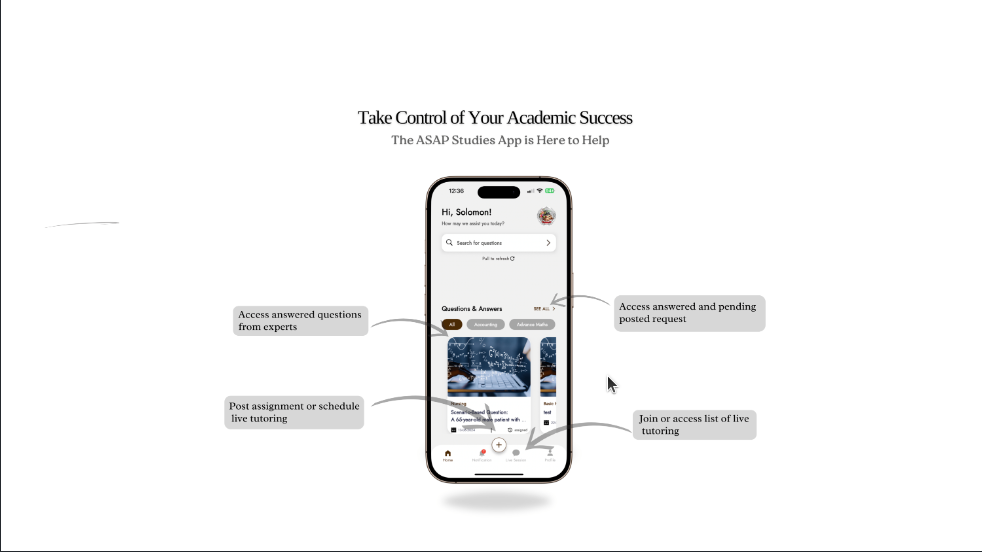 Take Control of Your Academic Success
The ASAP Studies App is Here to Help
12:36
Hi, Solomon!
How may we assist you today?
Search for questions
Pull to refresh
Questions & Answers
SEE ALL
All
Accounting
Advance Maths
Nursing
Scenario-Based Question:
A 65-year-old male patient with ...
assigned
Basic
test
Home
Notification
Live Session
Profile
Access answered questions
from experts
Access answered and pending
posted request
Post assignment or schedule
live tutoring
Join or access list of live
tutoring